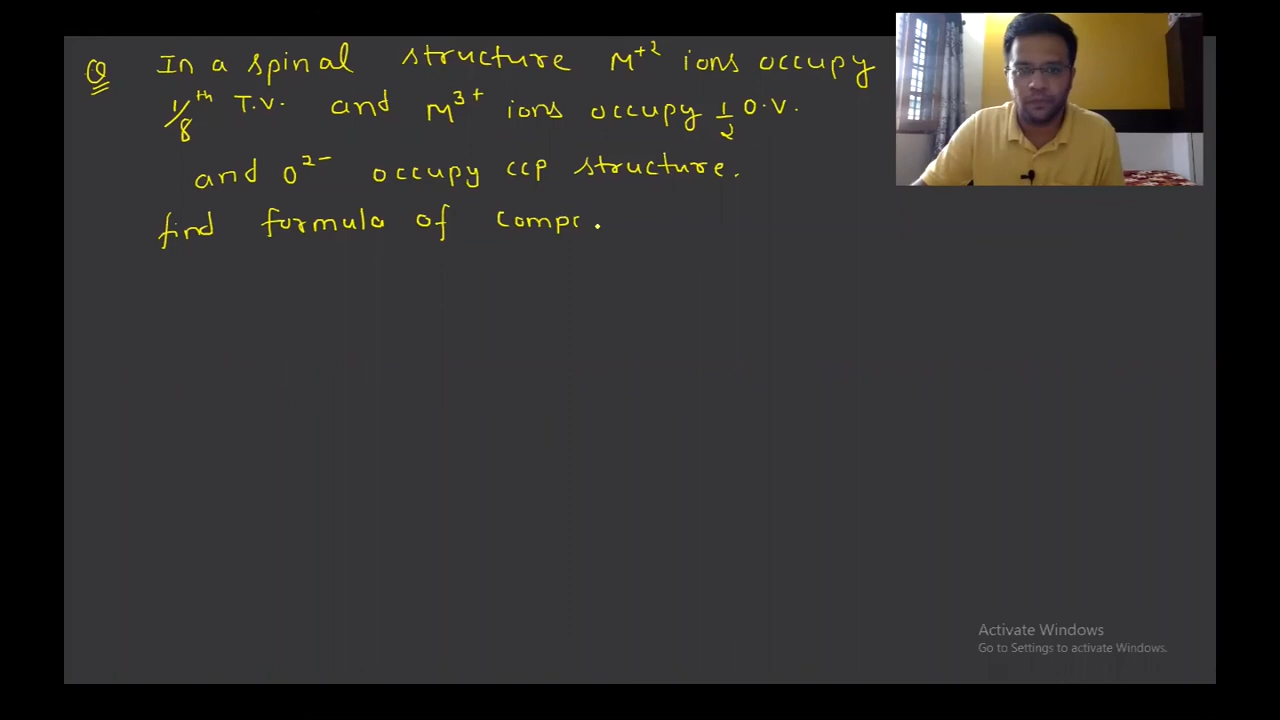 Q In a spinal structure M⁺² ions occupy
1/8ᵗʰ T.V. and M³⁺ ions occupy 1/2 O.V.
and O²⁻ occupy ccp structure.
find formula of compo
Activate Windows
Go to Settings to activate Windows.